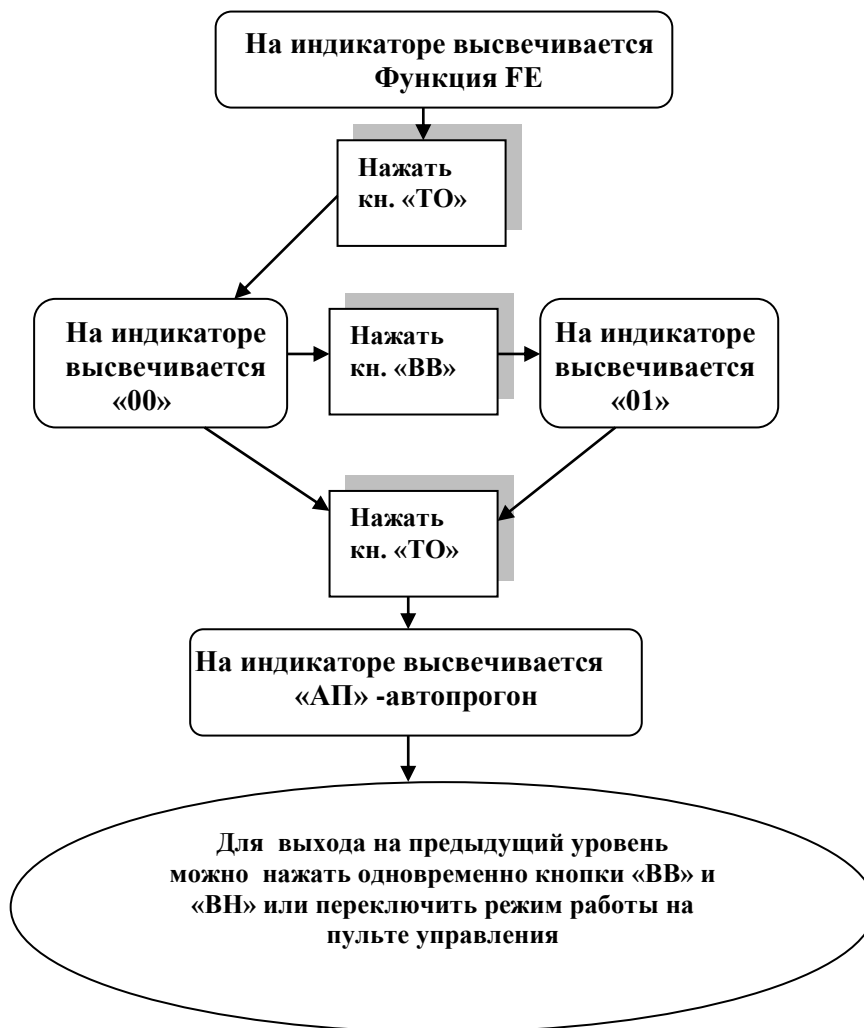 На индикаторе высвечивается
Функция FE
Нажать
кн. «ТО»
На индикаторе
высвечивается
«00»
Нажать
кн. «ВВ»
На индикаторе
высвечивается
«01»
Нажать
кн. «ТО»
На индикаторе высвечивается
«АП» -автопрогон
Для выхода на предыдущий уровень
можно нажать одновременно кнопки «ВВ» и
«ВН» или переключить режим работы на
пульте управления